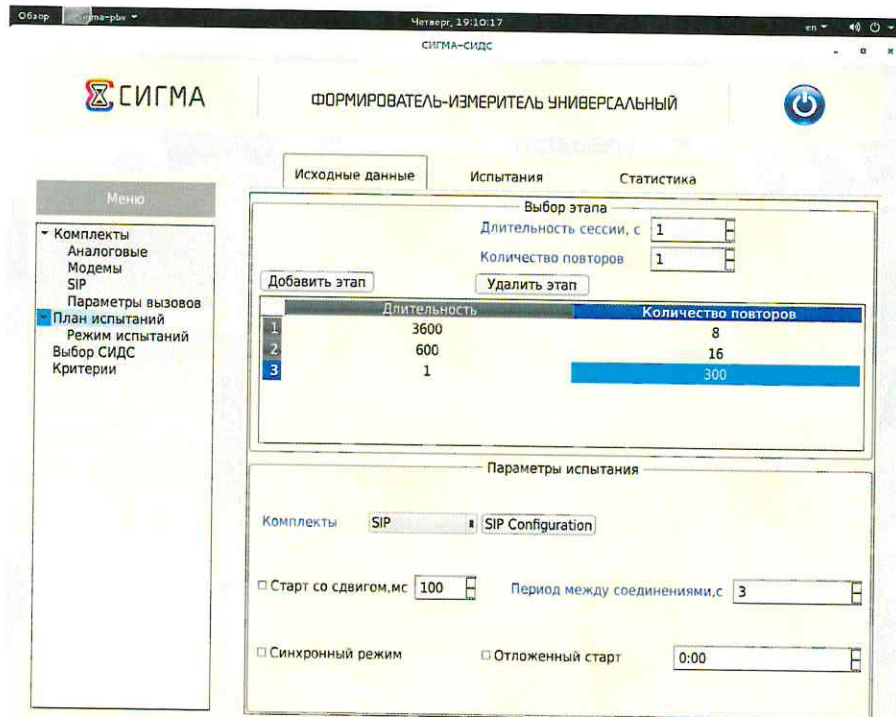 Обзор
Четверг, 19:10:17
en
СИГМА-СИДС
СИГМА
ФОРМИРОВАТЕЛЬ-ИЗМЕРИТЕЛЬ УНИВЕРСАЛЬНЫЙ
Исходные данные
Испытания
Статистика
Меню
Комплекты
Аналоговые
Модемы
SIP
Параметры вызовов
План испытаний
Режим испытаний
Выбор СИДС
Критерии
Выбор этапа
Длительность сессии, с 1
Количество повторов 1
Добавить этап
Удалить этап
Длительность Количество повторов
1 3600 8
2 600 16
3 1 300
Параметры испытания
Комплекты SIP SIP Configuration
Старт со сдвигом,мс 100 Период между соединениями,с 3
Синхронный режим Отложенный старт 0:00